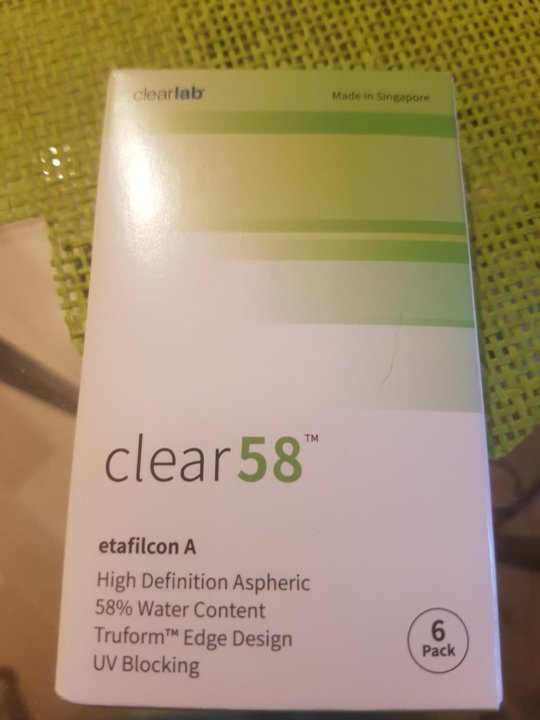 clearlab
Made in Singapore
clear58™
etafilcon A
High Definition Aspheric
58% Water Content
Truform™ Edge Design
UV Blocking
6
Pack